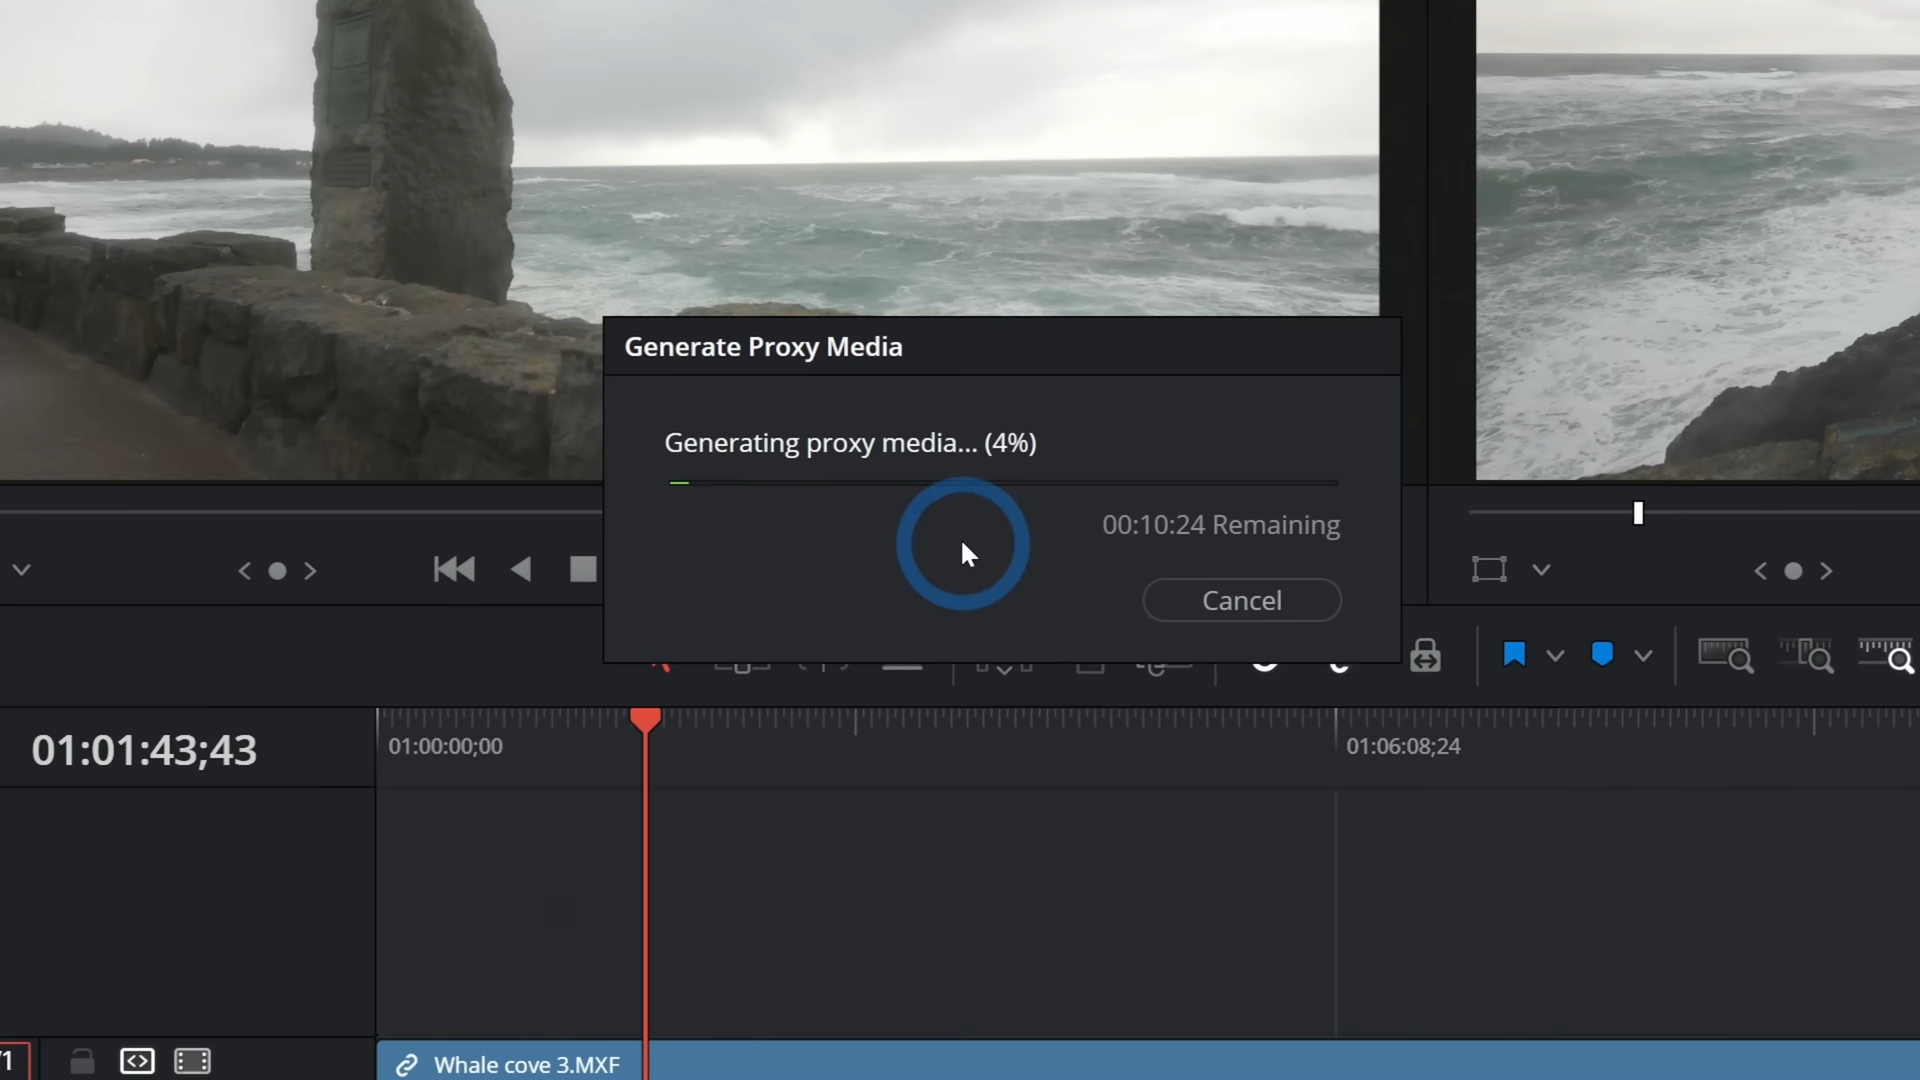 Generate Proxy Media
Generating proxy media... (4%)
00:10:24 Remaining
Cancel
01:01:43;43
01:00:00;00
01:06:08;24
Whale cove 3.MXF